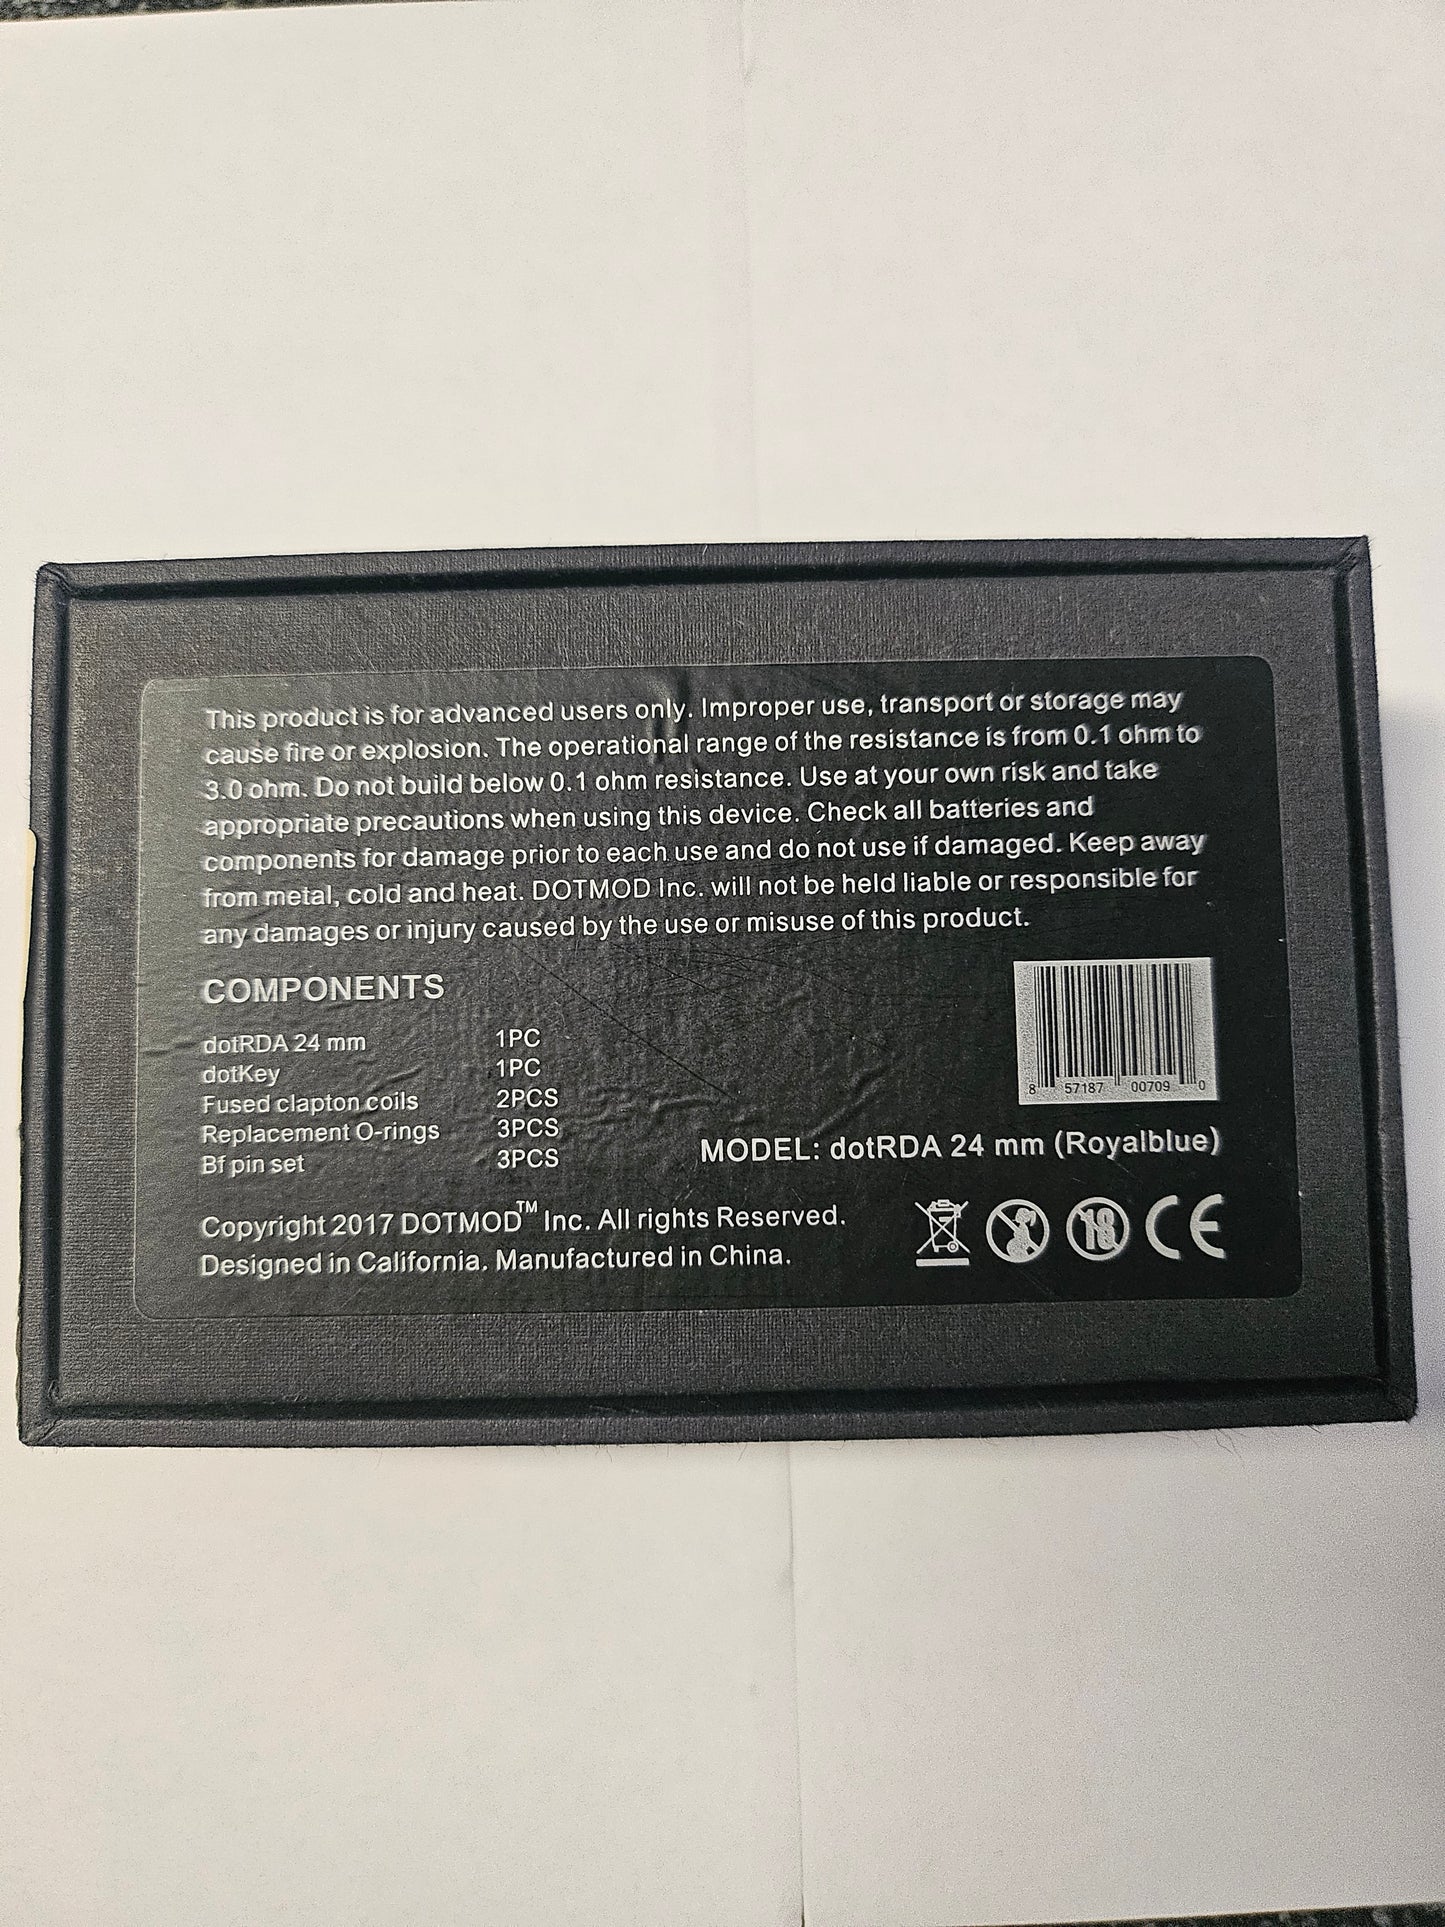 This product is for advanced users only. Improper use, transport or storage may
cause fire or explosion. The operational range of the resistance is from 0.1 ohm to
3.0 ohm. Do not build below 0.1 ohm resistance. Use at your own risk and take
appropriate precautions when using this device. Check all batteries and
components for damage prior to each use and do not use if damaged. Keep away
from metal, cold and heat. DOTMOD Inc. will not be held liable or responsible for
any damages or injury caused by the use or misuse of this product.
COMPONENTS
dotRDA 24 mm 1PC
dotKey 1PC
Fused clapton coils 2PCS
Replacement O-rings 3PCS
Bf pin set 3PCS
8 57187 00709 0
MODEL: dotRDA 24 mm (Royalblue)
Copyright 2017 DOTMOD™ Inc. All rights Reserved.
Designed in California. Manufactured in China.
18 CE